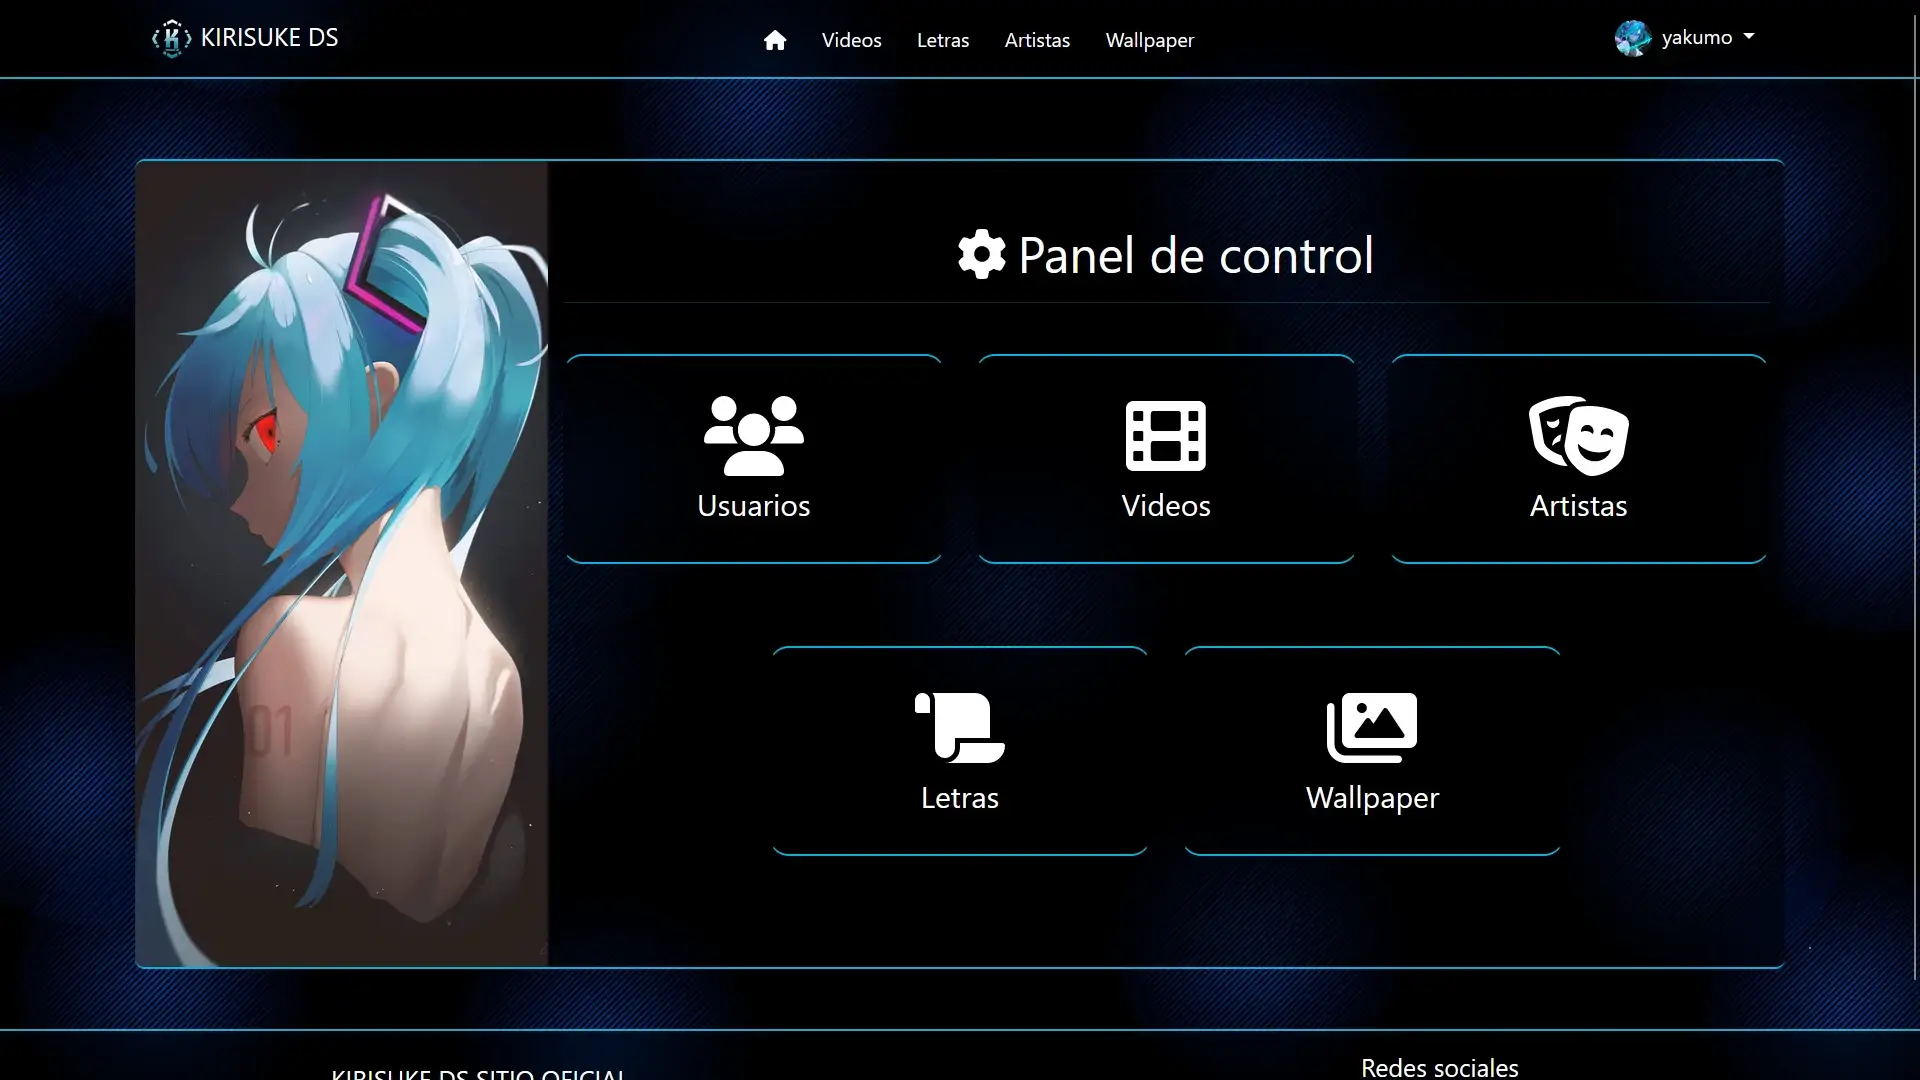 KIRISUKE DS
Videos Letras Artistas Wallpaper
yakumo
Panel de control
Usuarios
Videos
Artistas
01
Letras
Wallpaper
KIRISUKE DS SITIO OFICIAL
Redes sociales